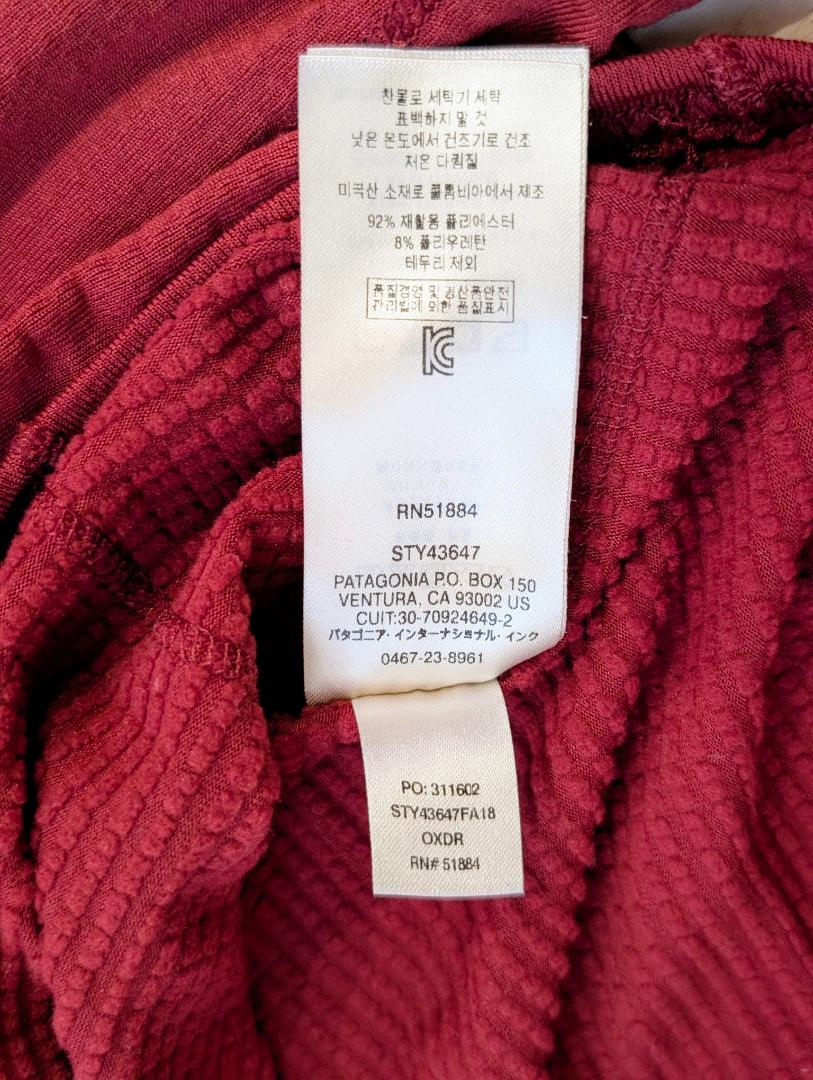 찬물로 세탁기 세탁
표백하지 말 것
낮은 온도에서 건조기로 건조
저온 다림질
미국산 소재로 콜롬비아에서 제조
92% 재활용 폴리에스터
8% 폴리우레탄
테두리 제외
품질경영 및 공산품안전
관리법에 의한 품질표시
RN51884
STY43647
PATAGONIA P.O. BOX 150
VENTURA, CA 93002 US
CUIT:30-70924649-2
パタゴニア・インターナショナル・インク
0467-23-8961
PO: 311602
STY43647FA18
OXDR
RN# 51884